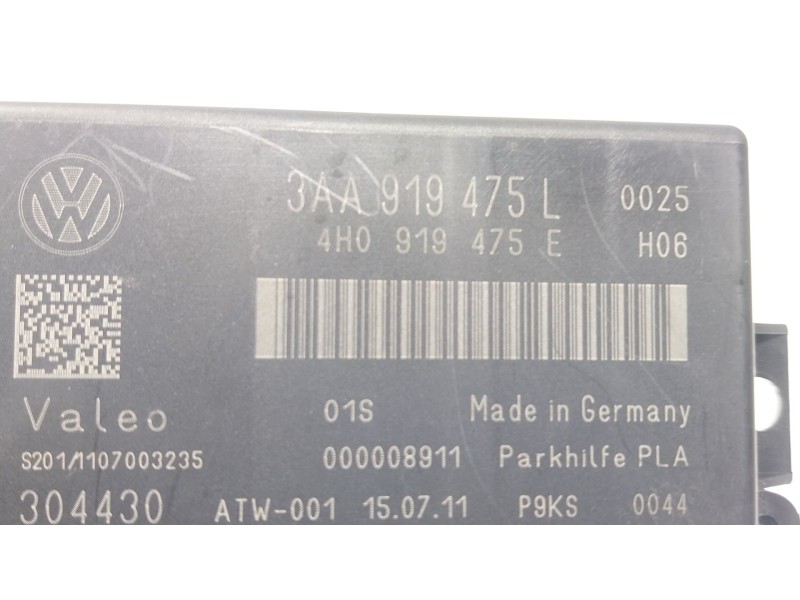 3AA 919 475 L 0025
4H0 919 475 E H06
Valeo 01S Made in Germany
S201/1107003235 000008911 Parkhilfe PLA
304430 ATW-001 15.07.11 P9KS 0044